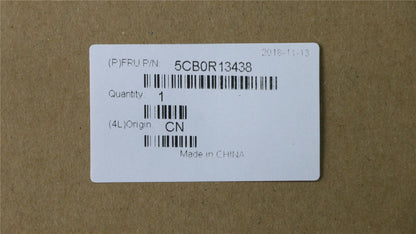 2018-11-13
(P)FRU P/N: 5CB0R13438
Quantity: 1
(4L)Origin: CN
Made in CHINA